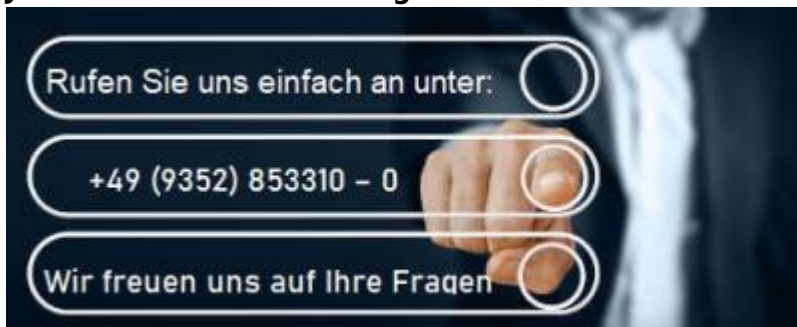 Rufen Sie uns einfach an unter:
+49 (9352) 853310 – 0
Wir freuen uns auf Ihre Fragen